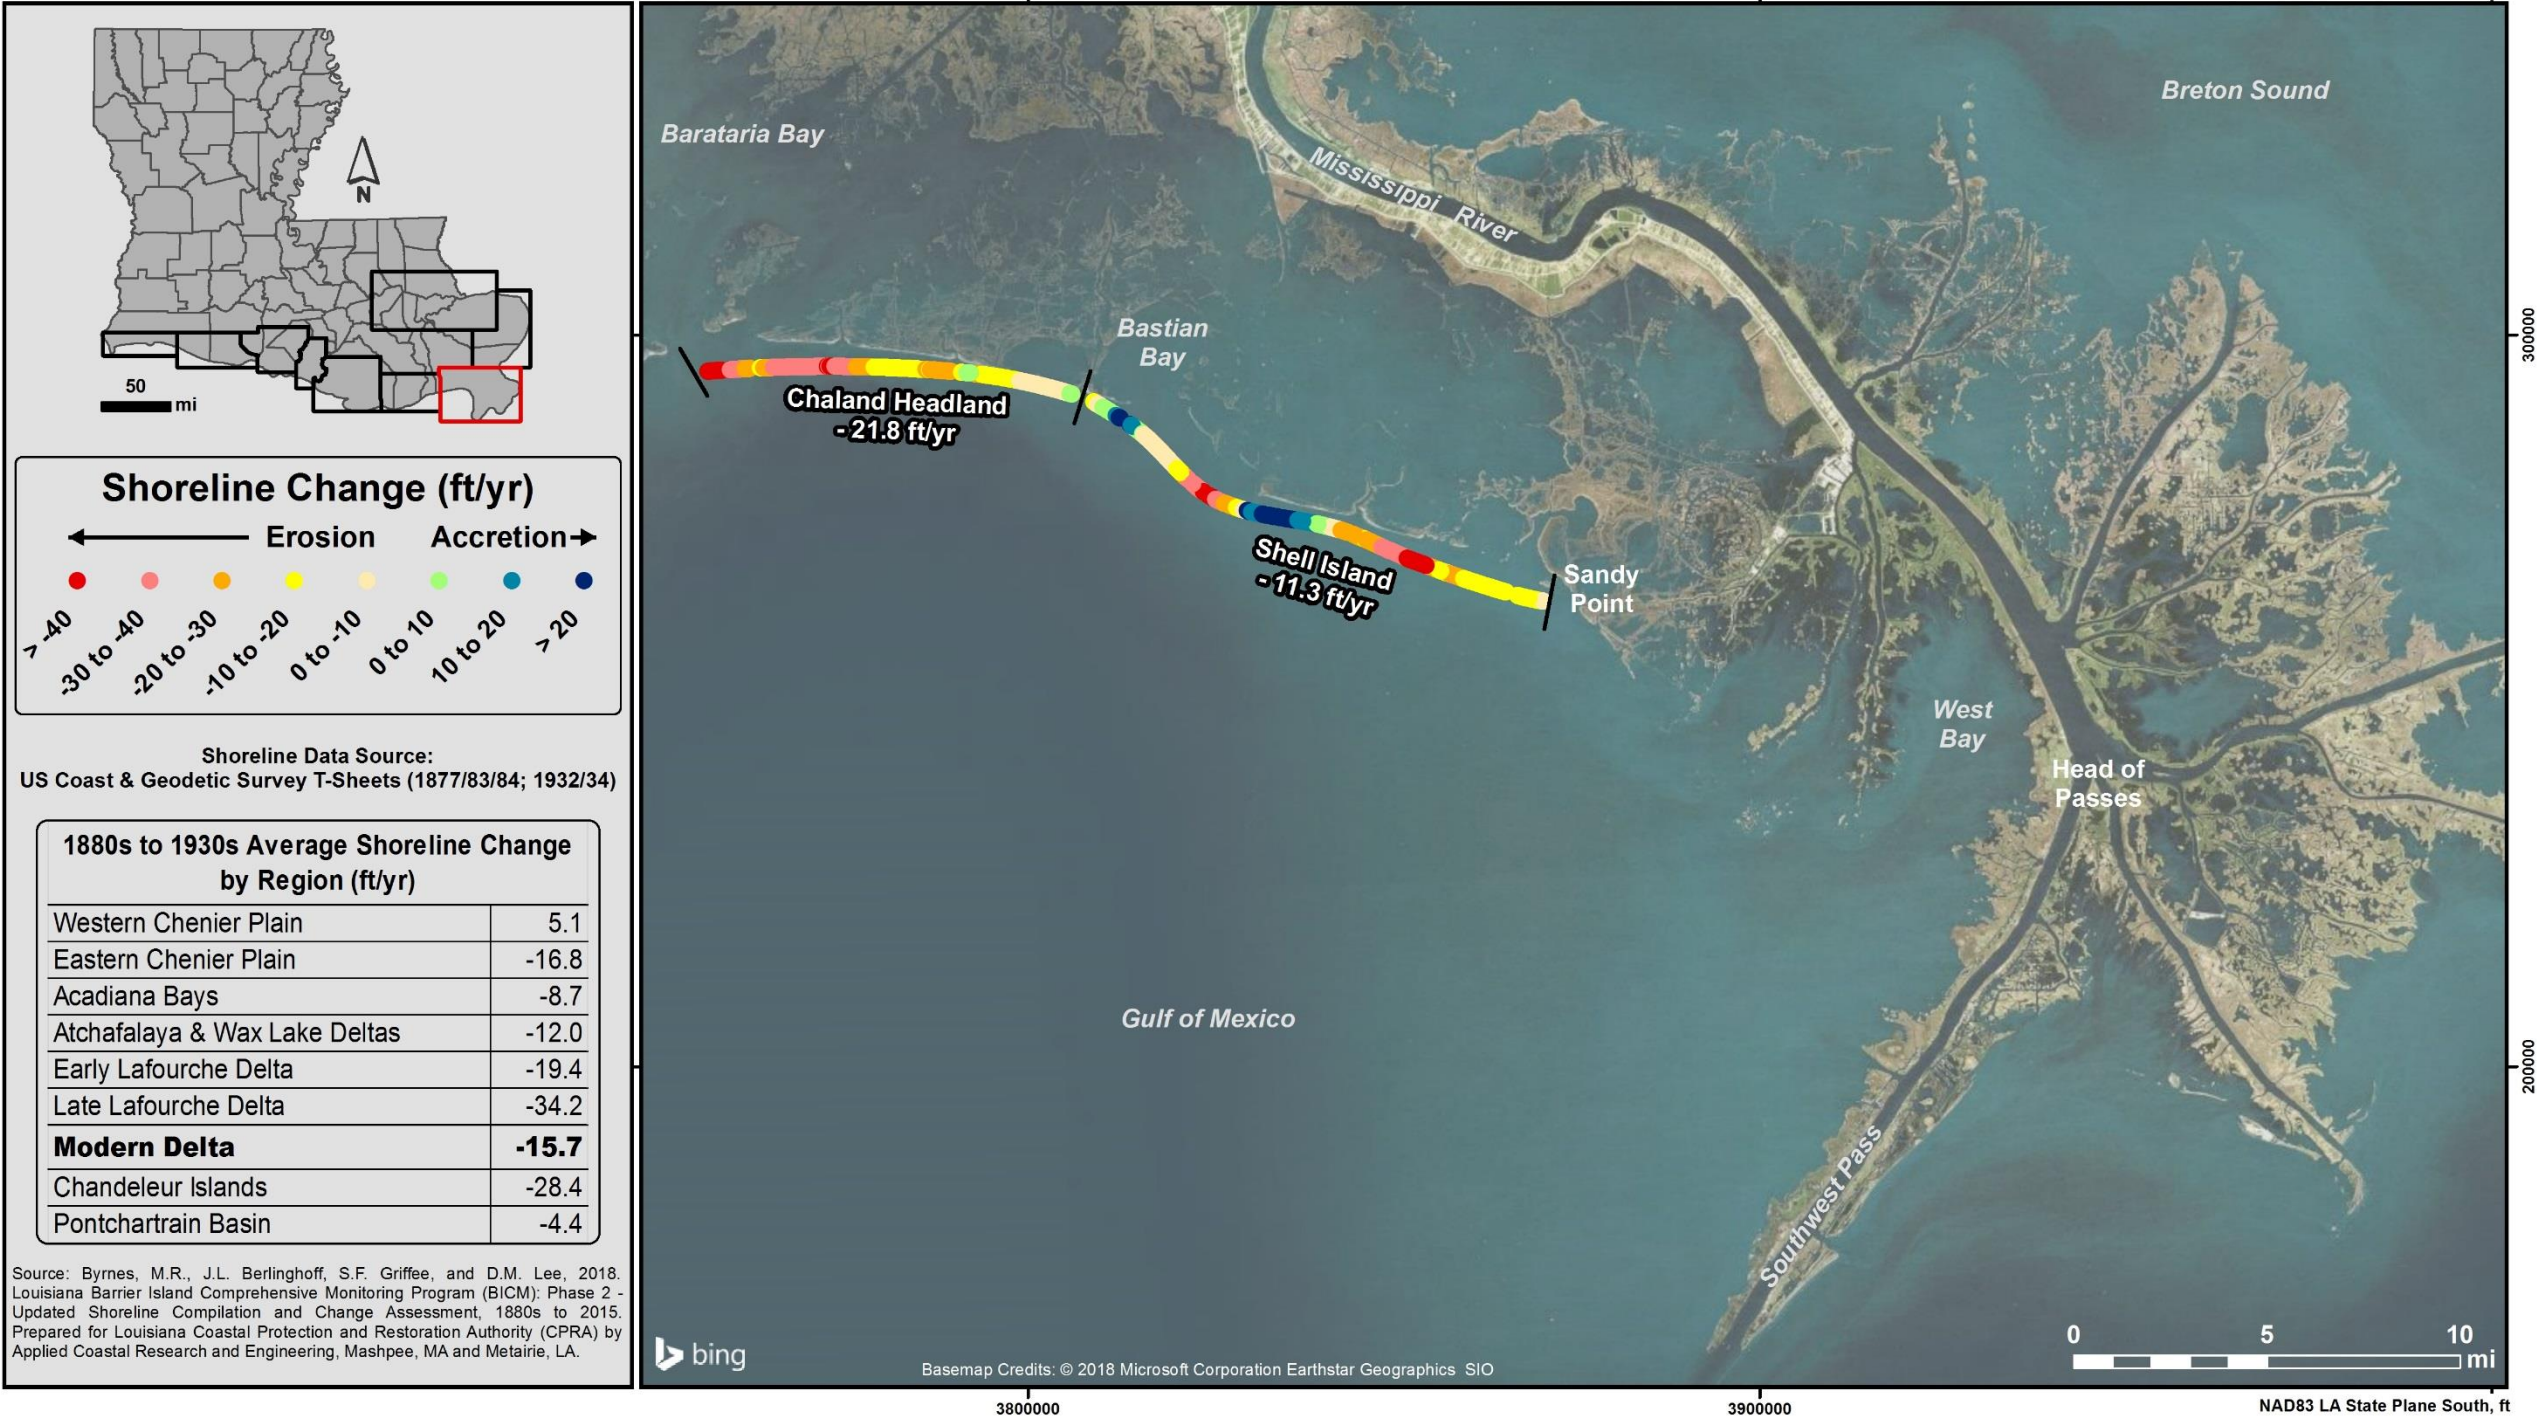 N
50
mi
Shoreline Change (ft/yr)
Erosion Accretion
> -40
-30 to -40
-20 to -30
-10 to -20
0 to -10
0 to 10
10 to 20
> 20
Shoreline Data Source:
US Coast & Geodetic Survey T-Sheets (1877/83/84; 1932/34)
1880s to 1930s Average Shoreline Change
by Region (ft/yr)
Western Chenier Plain 5.1
Eastern Chenier Plain -16.8
Acadiana Bays -8.7
Atchafalaya & Wax Lake Deltas -12.0
Early Lafourche Delta -19.4
Late Lafourche Delta -34.2
Modern Delta -15.7
Chandeleur Islands -28.4
Pontchartrain Basin -4.4
Source: Byrnes, M.R., J.L. Berlinghoff, S.F. Griffee, and D.M. Lee, 2018.
Louisiana Barrier Island Comprehensive Monitoring Program (BICM): Phase 2 -
Updated Shoreline Compilation and Change Assessment, 1880s to 2015.
Prepared for Louisiana Coastal Protection and Restoration Authority (CPRA) by
Applied Coastal Research and Engineering, Mashpee, MA and Metairie, LA.
Breton Sound
Barataria Bay
Mississippi River
Bastian
Bay
Chaland Headland
- 21.8 ft/yr
Shell Island
- 11.3 ft/yr
Sandy
Point
West
Bay
Head of
Passes
Gulf of Mexico
Southwest Pass
300000
200000
0 5 10
mi
bing
Basemap Credits: © 2018 Microsoft Corporation Earthstar Geographics SIO
3800000
3900000
NAD83 LA State Plane South, ft